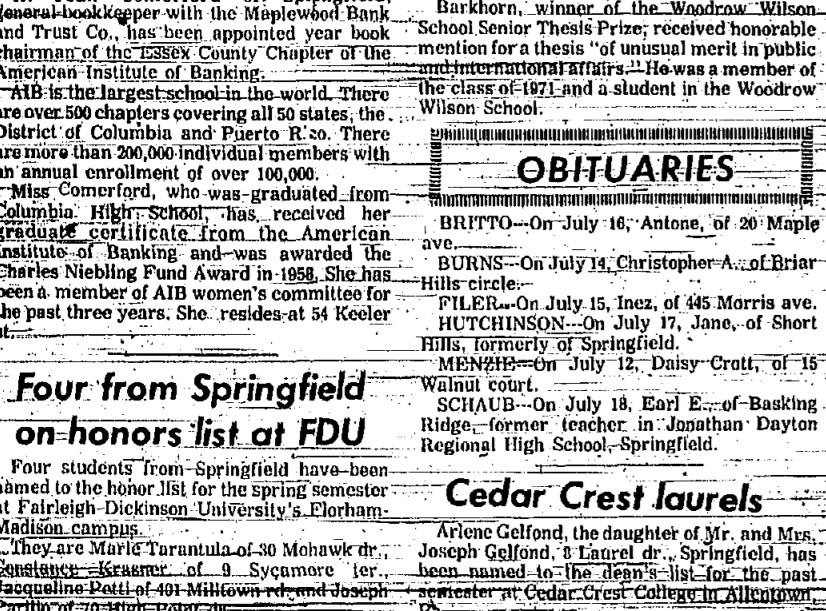 general bookkeeper with the Maplewood Bank
and Trust Co., has been appointed year book
chairman of the Essex County Chapter of the
American Institute of Banking.
AIB is the largest school in the world. There
are over 500 chapters covering all 50 states, the
District of Columbia and Puerto Rico. There
are more than 200,000 individual members with
an annual enrollment of over 100,000.
Miss Comerford, who was graduated from
Columbia High School, has received her
graduate certificate from the American
Institute of Banking and was awarded the
Charles Niebling Fund Award in 1958. She has
been a member of AIB women's committee for
the past three years. She resides at 54 Keeler
st.
Four from Springfield
on honors list at FDU
Four students from Springfield have been
named to the honor list for the spring semester
at Fairleigh Dickinson University's Florham-
Madison campus.
They are Marie Tarantula of 30 Mohawk dr.,
Constance Krasner of 9 Sycamore ter.,
Jacqueline Petti of 401 Milltown rd. and Joseph
of 70 High Point dr.
Barkhorn, winner of the Woodrow Wilson
School Senior Thesis Prize, received honorable
mention for a thesis "of unusual merit in public
and international affairs." He was a member of
the class of 1971 and a student in the Woodrow
Wilson School.
OBITUARIES
BRITTO--On July 16, Antone, of 20 Maple
ave.
BURNS--On July 14, Christopher A., of Briar
Hills circle.
FILER--On July 15, Inez, of 445 Morris ave.
HUTCHINSON--On July 17, Jane, of Short
Hills, formerly of Springfield.
MENZIE--On July 12, Daisy Crott, of 15
Walnut court.
SCHAUB--On July 18, Earl E., of Basking
Ridge, former teacher in Jonathan Dayton
Regional High School, Springfield.
Cedar Crest laurels
Arlene Gelfond, the daughter of Mr. and Mrs.
Joseph Gelfond, 8 Laurel dr., Springfield, has
been named to the dean's list for the past
semester at Cedar Crest College in Allentown,
Pa.